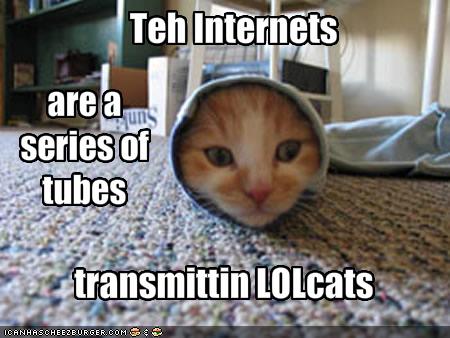 Teh Internets
are a
series of
tubes
transmittin LOLcats
ICANHASCHEEZBURGER.COM